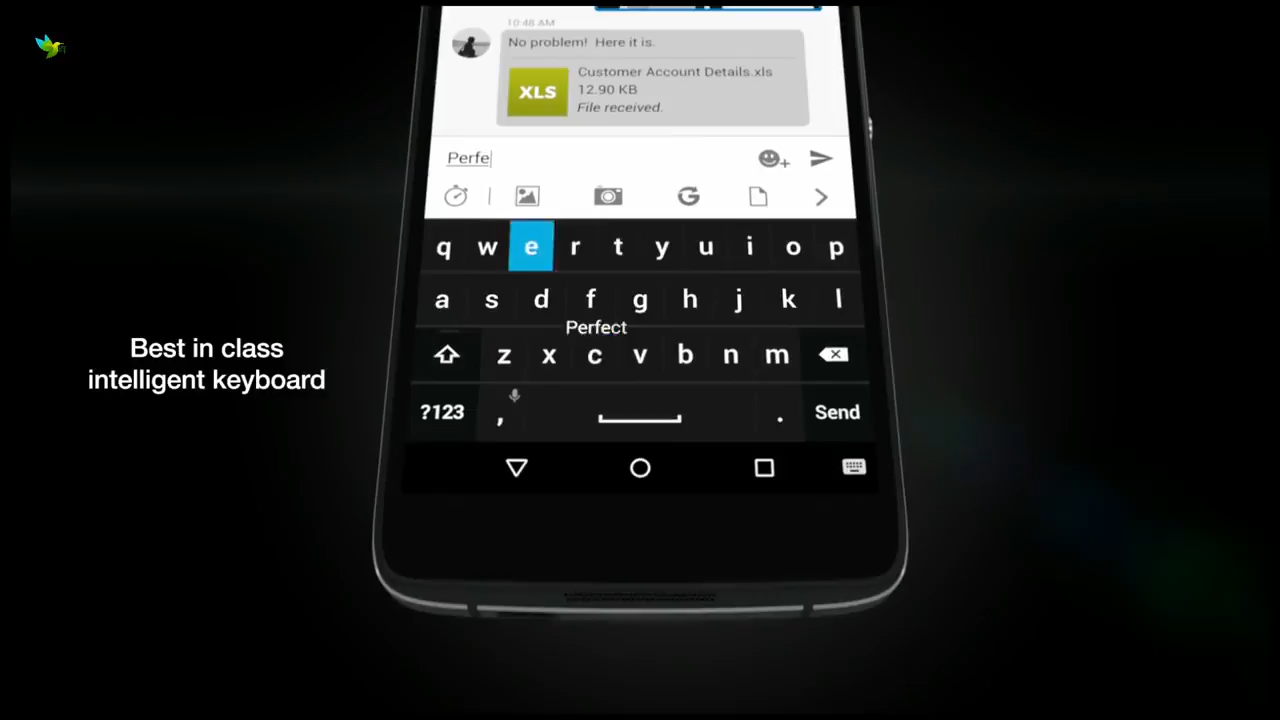 10:48 AM
No problem! Here it is.
XLS
Customer Account Details.xls
12.90 KB
File received.
Perfe
q w e r t y u i o p
a s d f g h j k l
Perfect
z x c v b n m
?123 , . Send
Best in class
intelligent keyboard